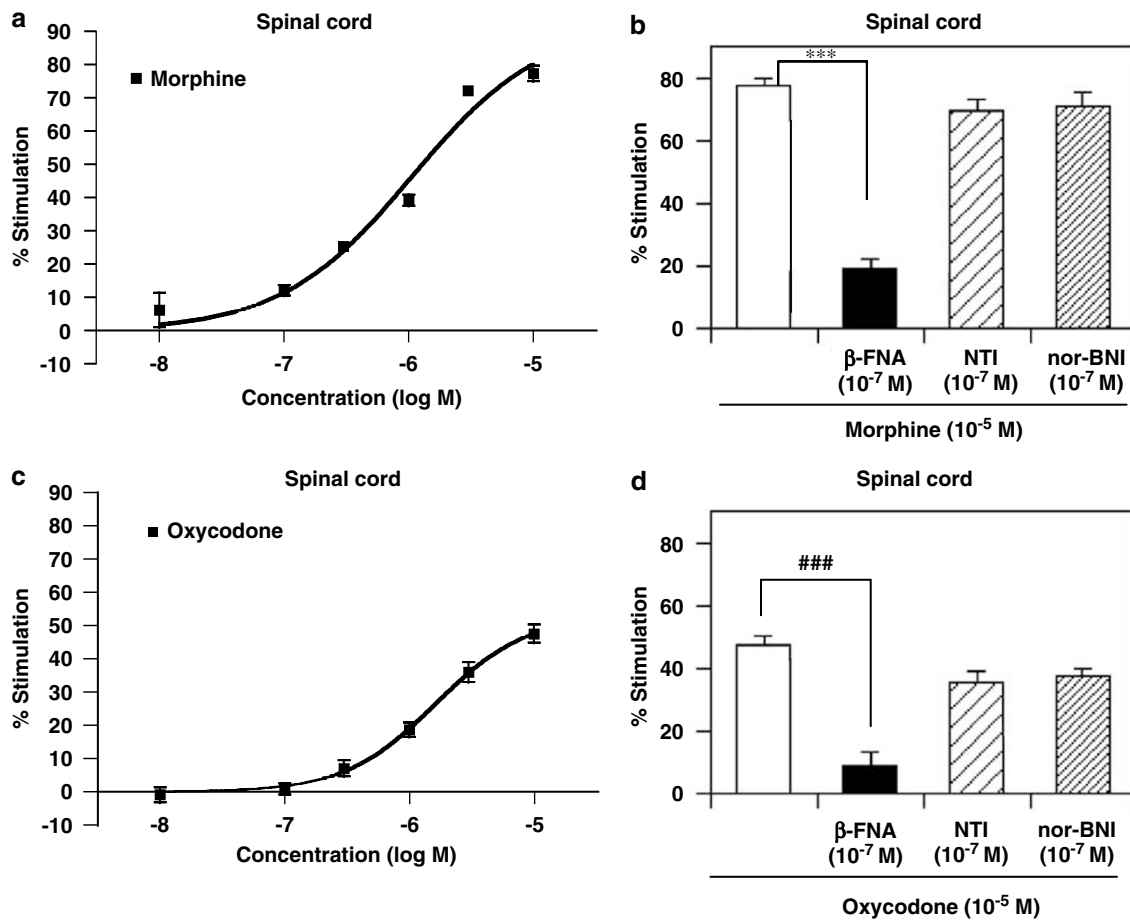 a
Spinal cord
90
80
70
60
50
40
30
20
10
0
-10
% Stimulation
Morphine
-8
-7
-6
-5
Concentration (log M)
b
Spinal cord
80
60
40
20
0
% Stimulation
***
β-FNA
(10⁻⁷ M)
NTI
(10⁻⁷ M)
nor-BNI
(10⁻⁷ M)
Morphine (10⁻⁵ M)
c
Spinal cord
90
80
70
60
50
40
30
20
10
0
-10
% Stimulation
Oxycodone
-8
-7
-6
-5
Concentration (log M)
d
Spinal cord
80
60
40
20
0
% Stimulation
###
β-FNA
(10⁻⁷ M)
NTI
(10⁻⁷ M)
nor-BNI
(10⁻⁷ M)
Oxycodone (10⁻⁵ M)